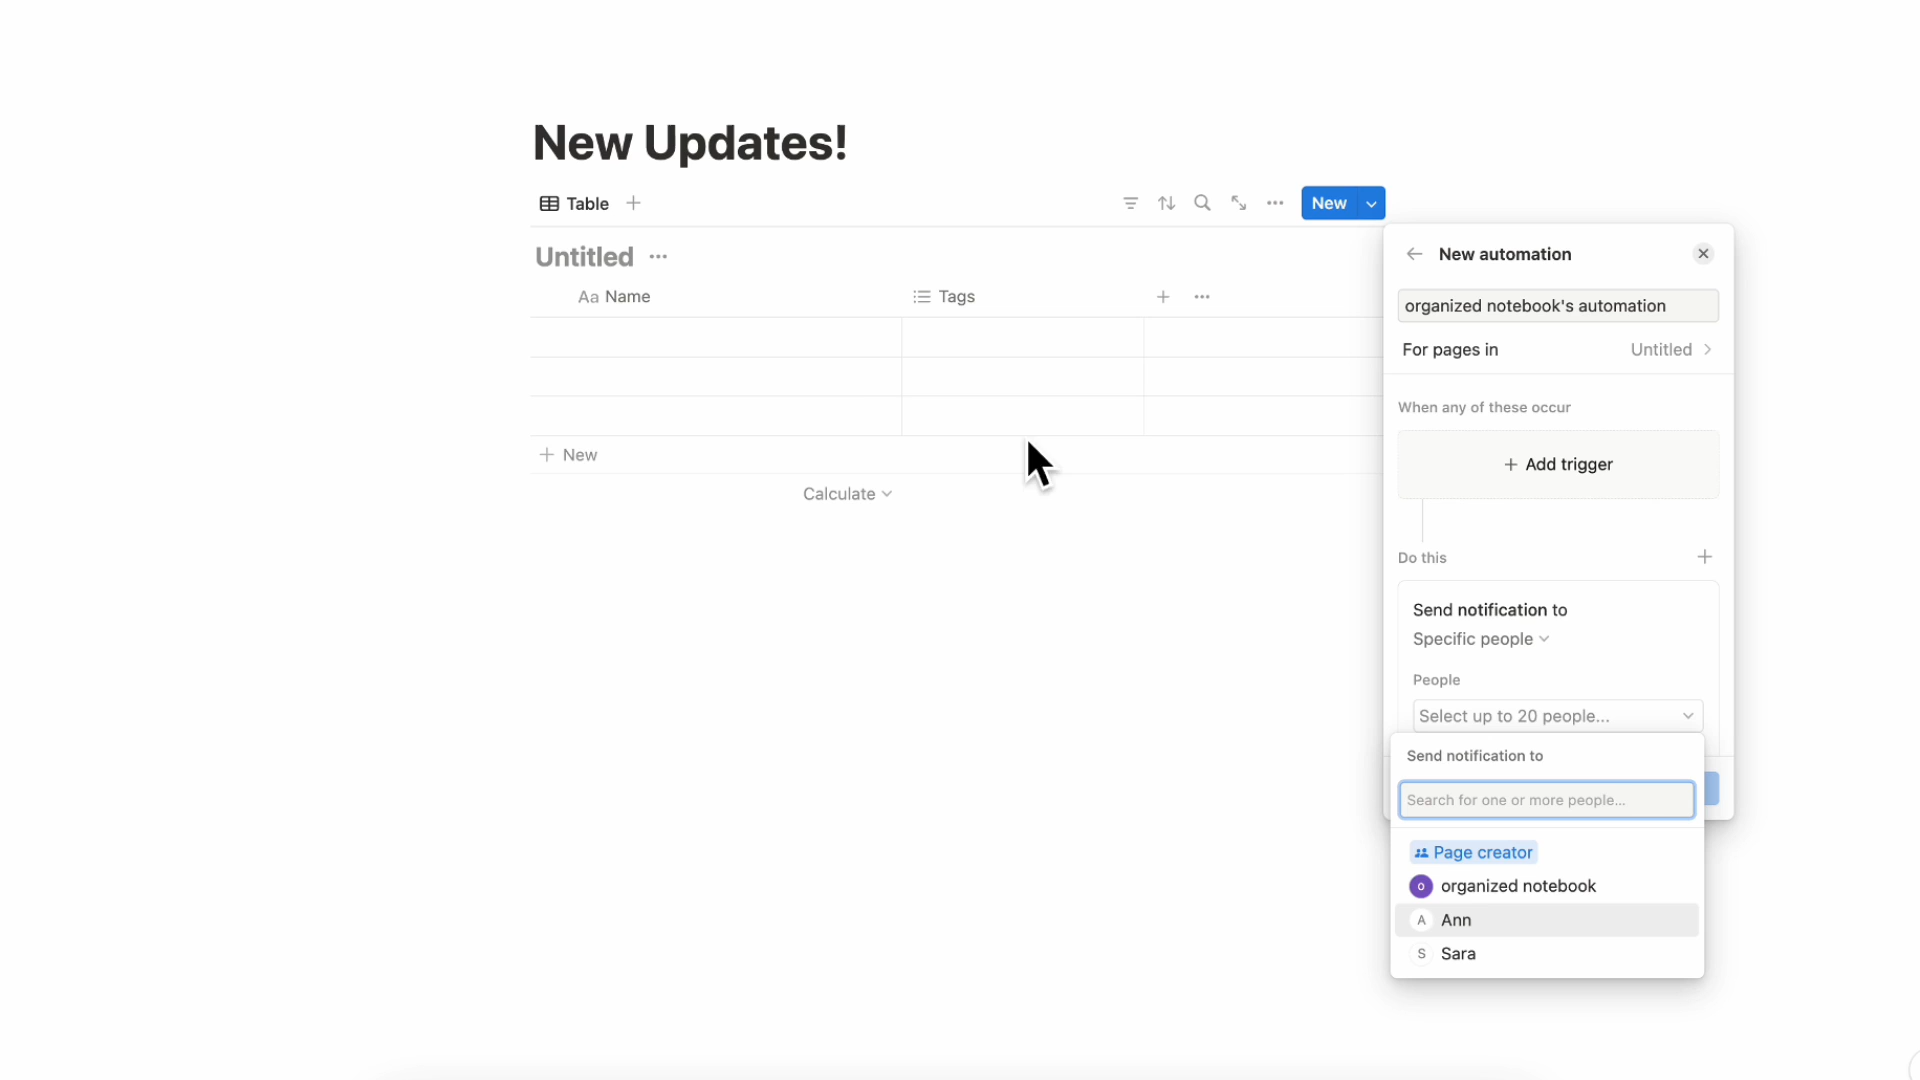 New Updates!
Table
New
Untitled
Aa Name
Tags
New
Calculate
New automation
organized notebook's automation
For pages in
Untitled
When any of these occur
Add trigger
Do this
Send notification to
Specific people
People
Select up to 20 people...
Send notification to
Search for one or more people...
Page creator
o organized notebook
A Ann
S Sara